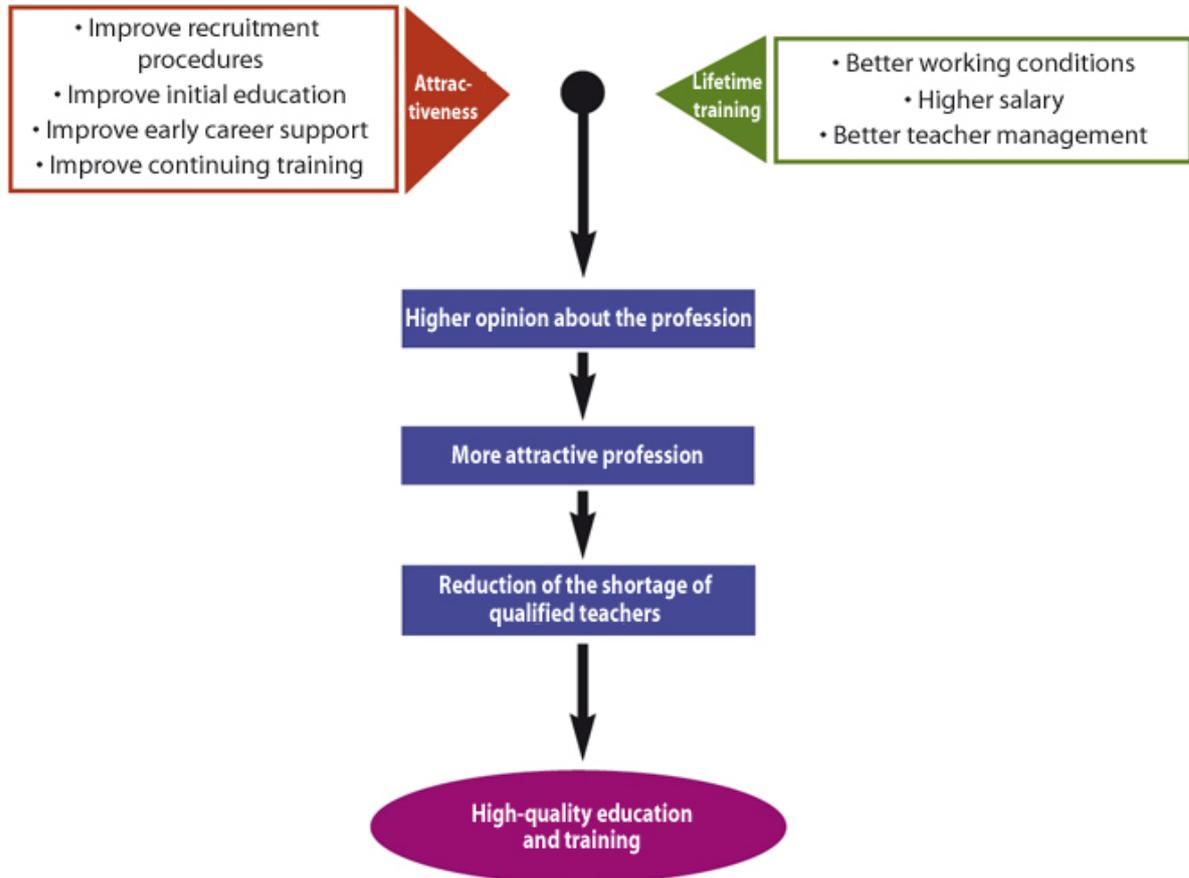 • Improve recruitment
procedures
• Improve initial education
• Improve early career support
• Improve continuing training
Attrac-
tiveness
Lifetime
training
• Better working conditions
• Higher salary
• Better teacher management
Higher opinion about the profession
More attractive profession
Reduction of the shortage of
qualified teachers
High-quality education
and training